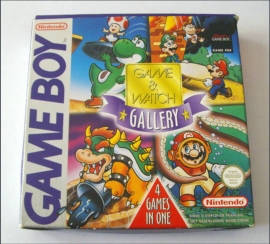 Nintendo
GAME BOY
GAME
&
WATCH
GALLERY
4
GAMES
IN ONE
Nintendo